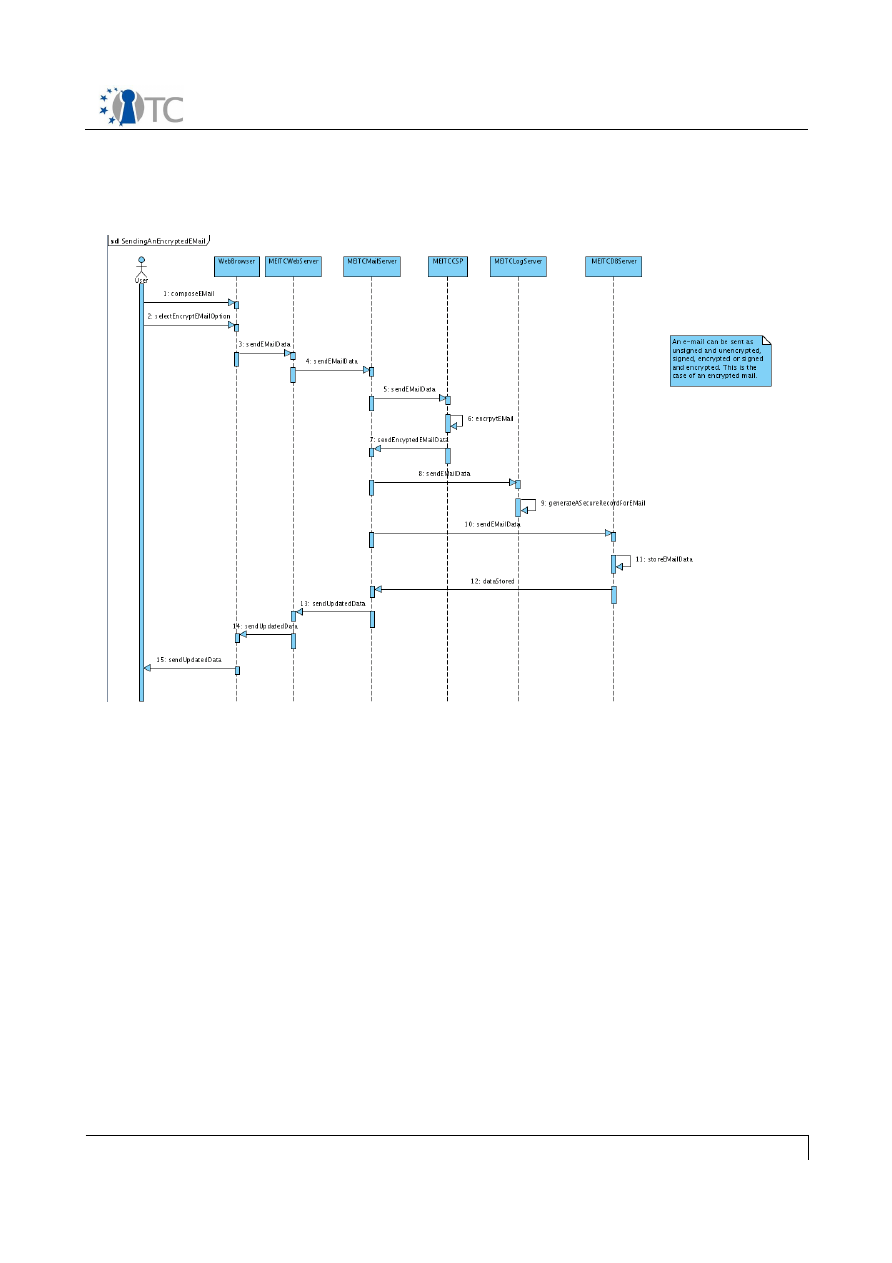 TC
sd SendingAnEncryptedEMail
User
WebBrowser
MEITCWebServer
MEITCMailServer
MEITCCSP
MEITCLogServer
MEITCDBServer
1: composeEMail
2: selectEncryptEMailOption
3: sendEMailData
4: sendEMailData
5: sendEMailData
6: encrpytEMail
7: sendEncryptedEMailData
8: sendEMailData
9: generateASecureRecordForEMail
10: sendEMailData
11: storeEMailData
12: dataStored
13: sendUpdatedData
14: sendUpdatedData
15: sendUpdatedData
An e-mail can be sent as
unsigned and unencrypted,
signed, encrypted or signed
and encrypted. This is the
case of an encrypted mail.